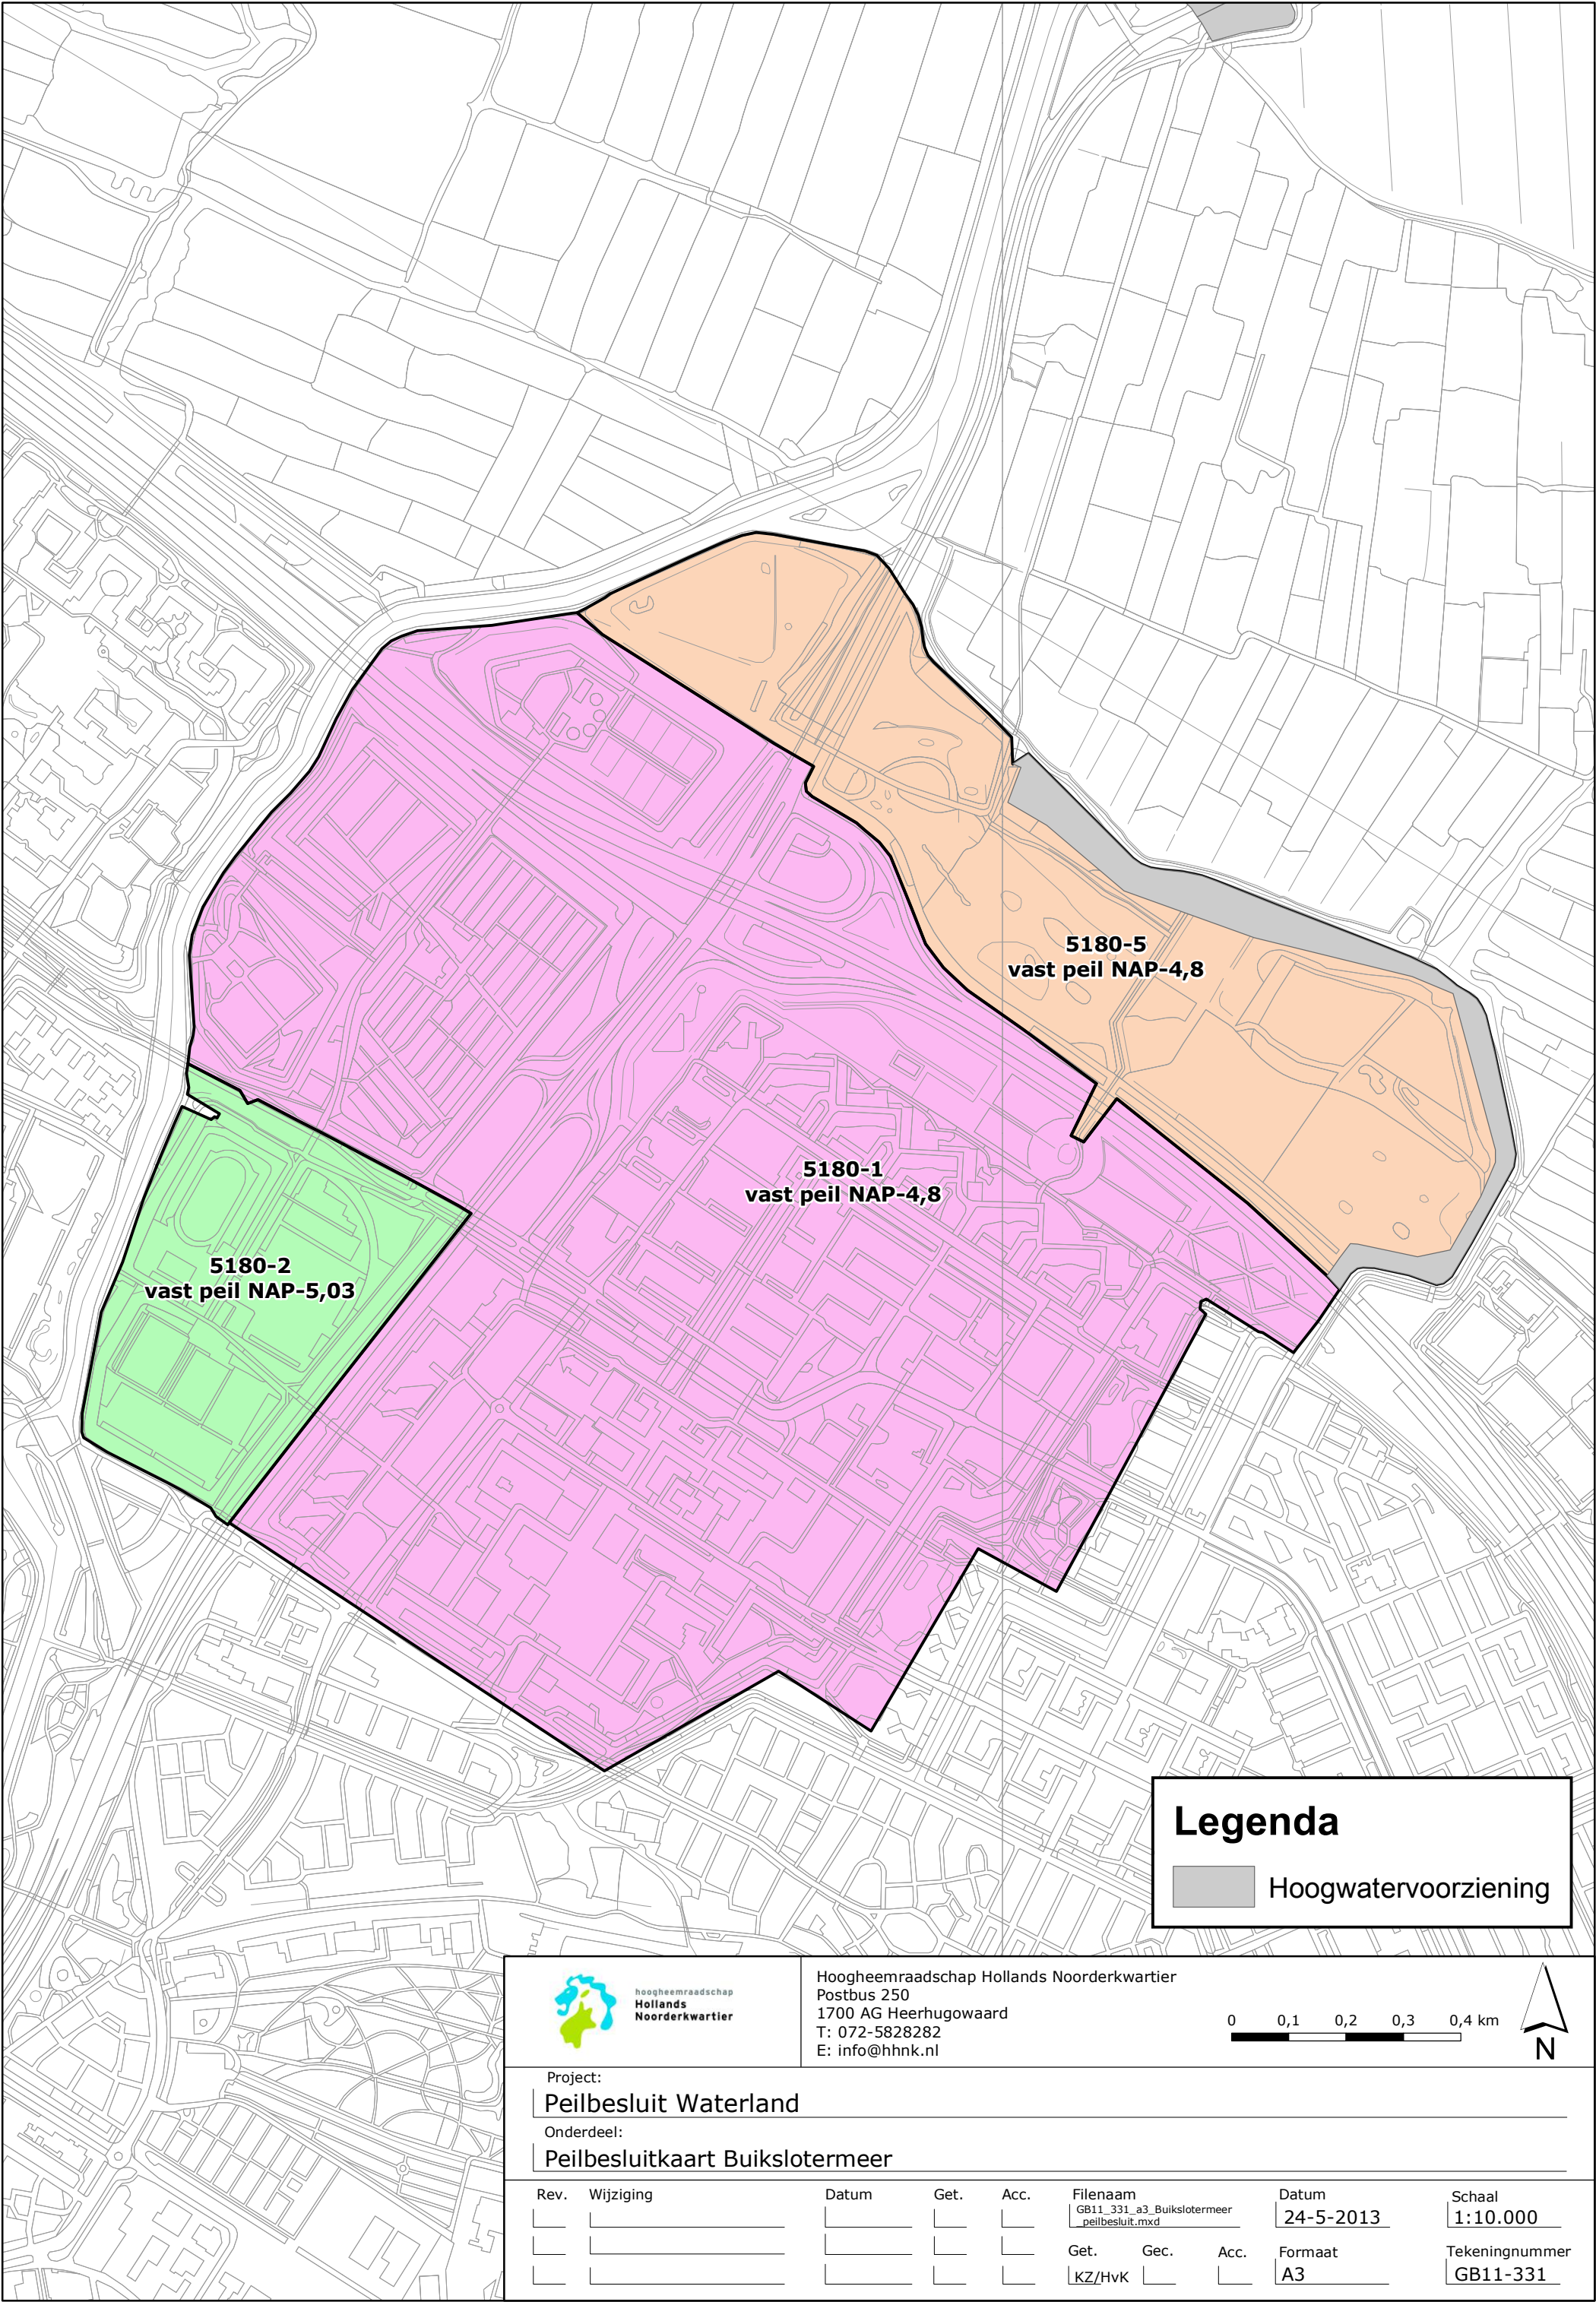 5180-5
vast peil NAP-4,8
5180-1
vast peil NAP-4,8
5180-2
vast peil NAP-5,03
Legenda
Hoogwatervoorziening
hoogheemraadschap
Hollands
Noorderkwartier
Hoogheemraadschap Hollands Noorderkwartier
Postbus 250
1700 AG Heerhugowaard
T: 072-5828282
E: info@hhnk.nl
0 0,1 0,2 0,3 0,4 km
N
Project:
Peilbesluit Waterland
Onderdeel:
Peilbesluitkaart Buikslotermeer
Rev. Wijziging Datum Get. Acc. Filenaam Datum Schaal
GB11_331_a3_Buikslotermeer
_peilbesluit.mxd
24-5-2013 1:10.000
Get. Gec. Acc. Formaat Tekeningnummer
KZ/HvK A3 GB11-331